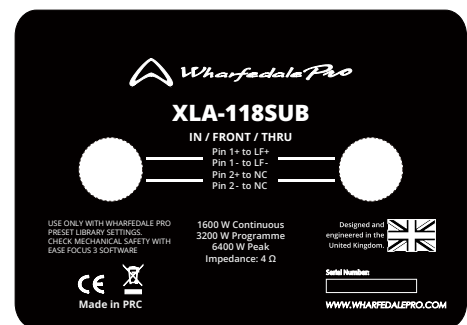 Wharfedale Pro
XLA-118SUB
IN / FRONT / THRU
Pin 1+ to LF+
Pin 1- to LF-
Pin 2+ to NC
Pin 2- to NC
USE ONLY WITH WHARFEDALE PRO
PRESET LIBRARY SETTINGS.
CHECK MECHANICAL SAFETY WITH
EASE FOCUS 3 SOFTWARE
1600 W Continuous
3200 W Programme
6400 W Peak
Impedance: 4 Ω
Designed and
engineered in the
United Kingdom.
CE
Made in PRC
Serial Number:
WWW.WHARFEDALEPRO.COM